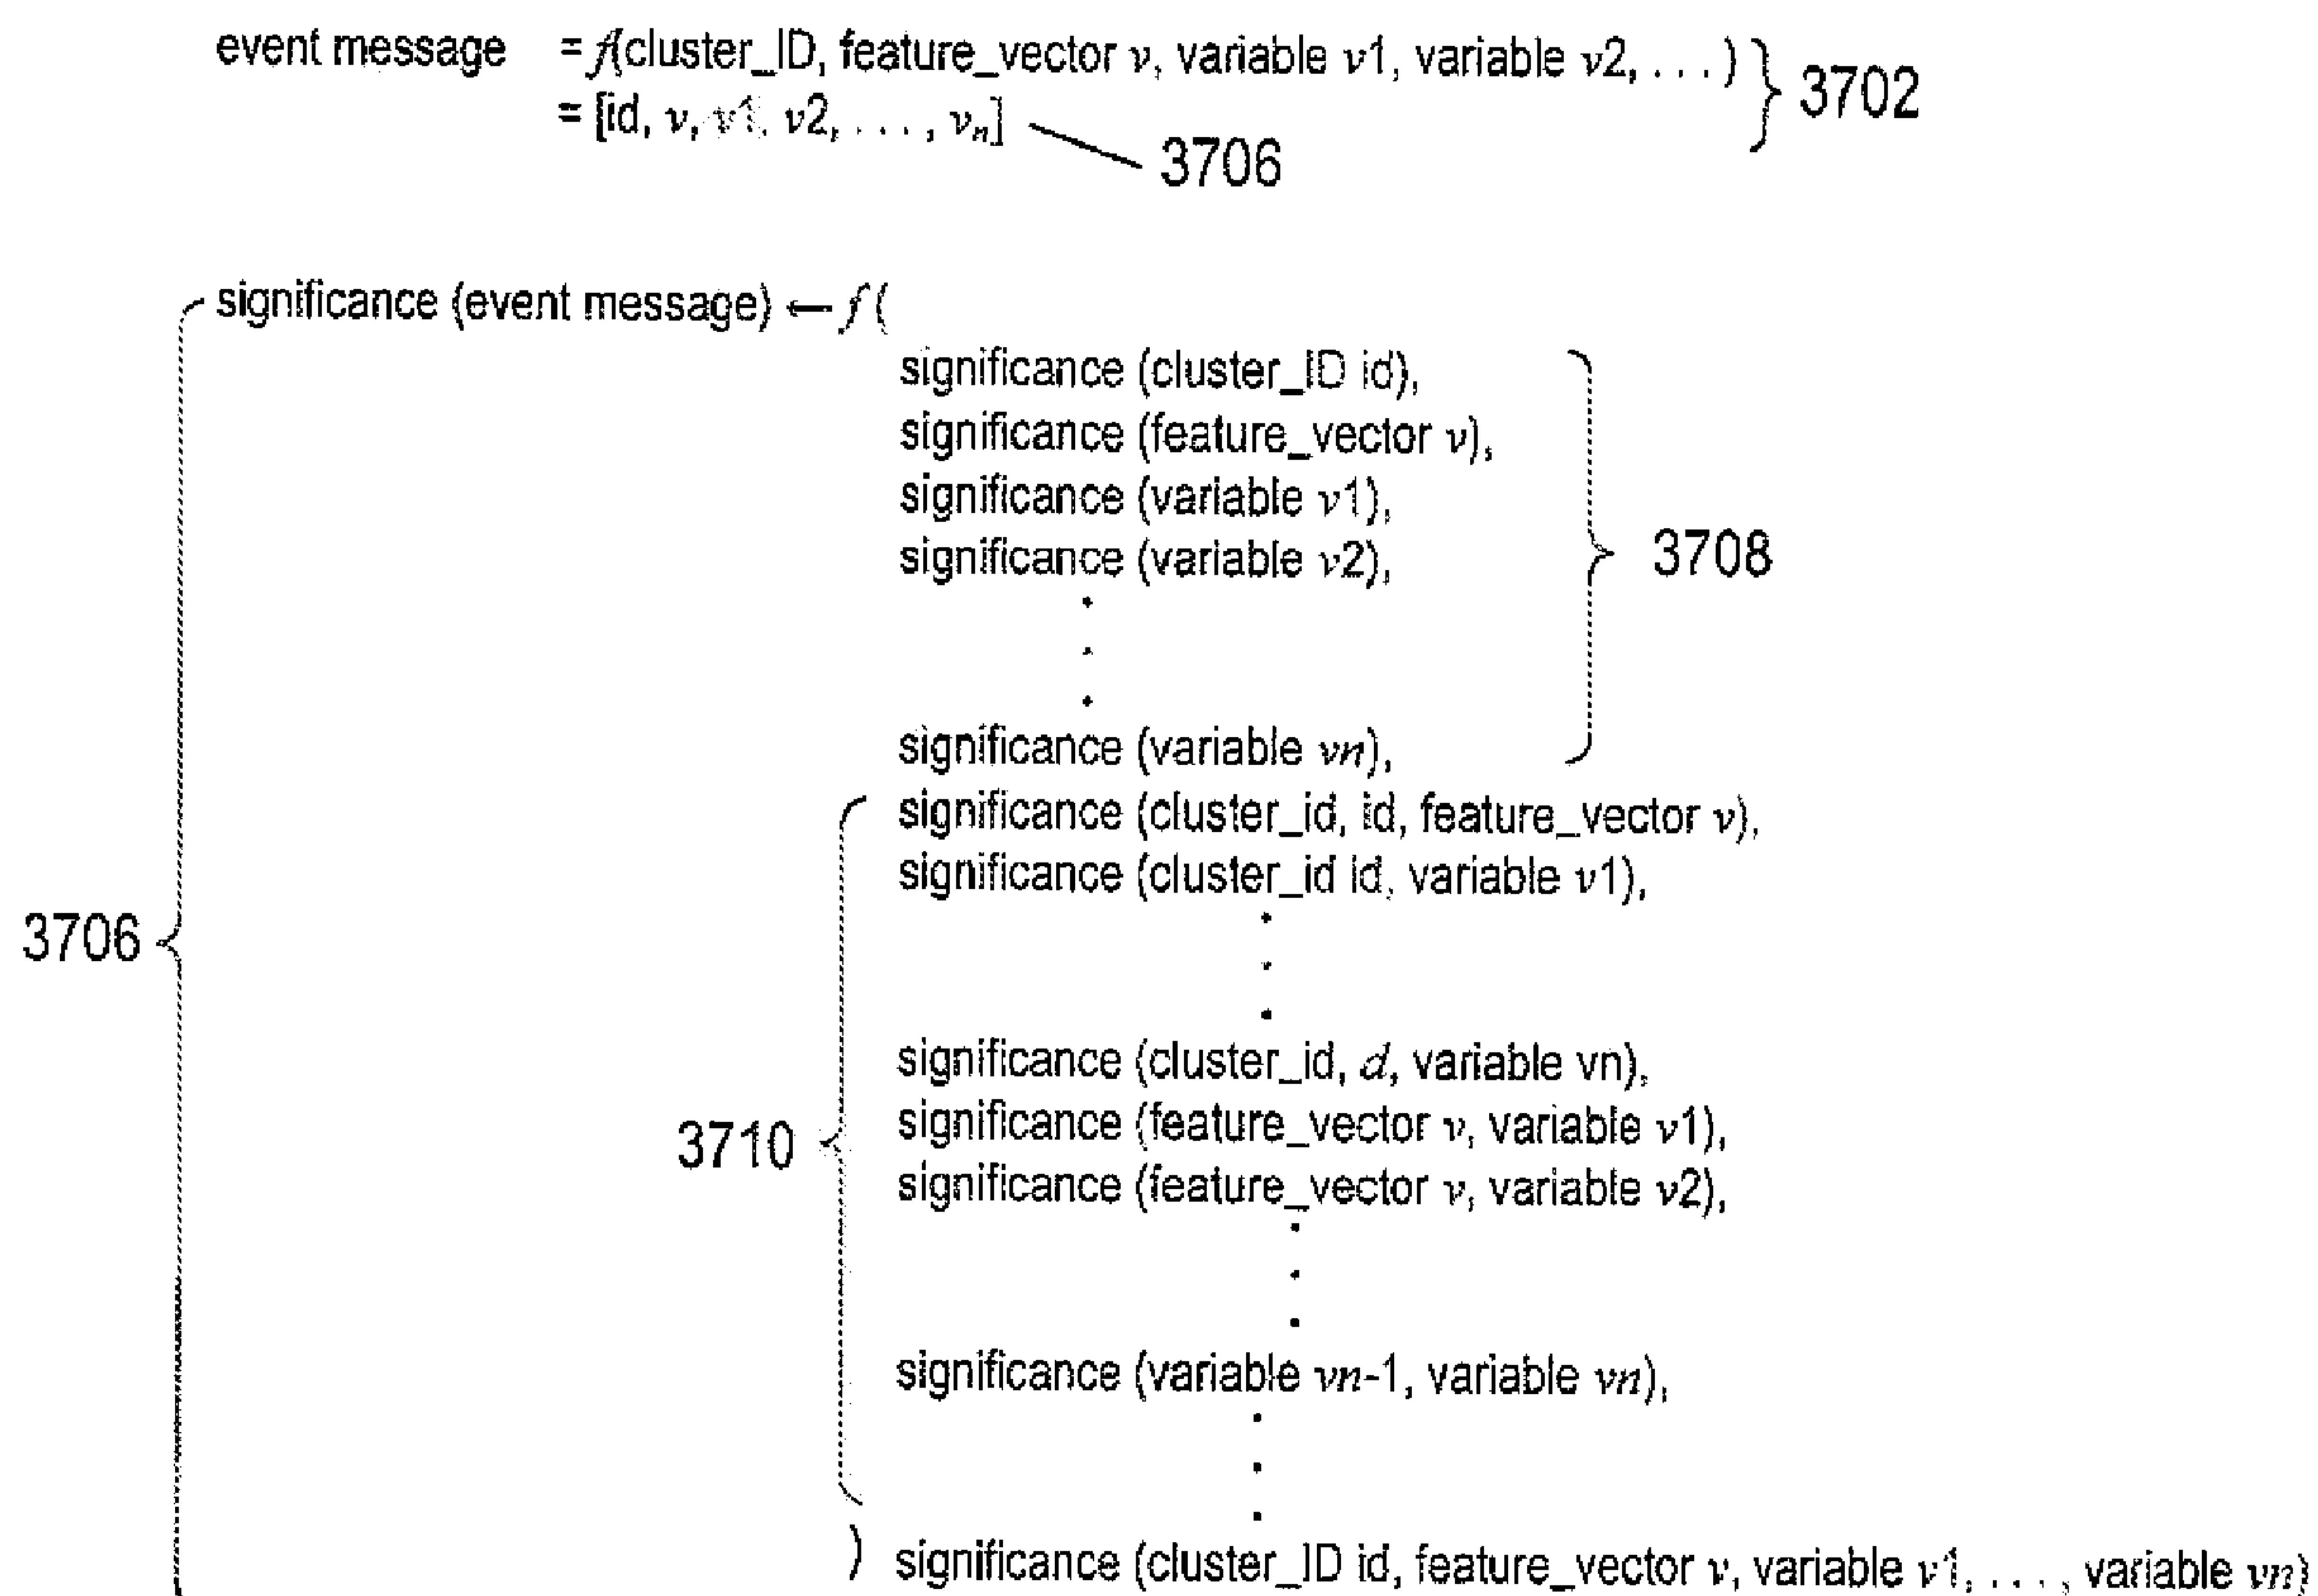 event message = f(cluster_ID, feature_vector v, variable v1, variable v2, . . . ) } 3702
= [id, v, v1, v2, . . . , vn]
3706
significance (event message) ← f (
significance (cluster_ID id),
significance (feature_vector v),
significance (variable v1),
significance (variable v2),
3708
.
.
.
significance (variable vn),
significance (cluster_id, id, feature_vector v),
significance (cluster_id id, variable v1),
3706
.
.
.
significance (cluster_id, d, variable vn),
significance (feature_vector v, variable v1),
3710
significance (feature_vector v, variable v2),
.
.
.
significance (variable vn-1, variable vn),
.
.
.
) significance (cluster_ID id, feature_vector v, variable v1, . . . , variable vn)